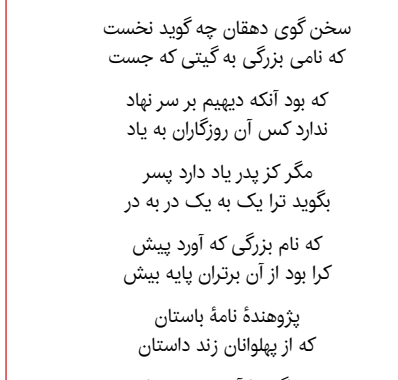 سخن گوی دهقان چه گوید نخست
که نامی بزرگی به گیتی که جست
که بود آنکه دیهیم بر سر نهاد
ندارد کس آن روزگاران به یاد
مگر کز پدر یاد دارد پسر
بگوید ترا یک به یک در به در
که نام بزرگی که آورد پیش
کرا بود از آن برتران پایه بیش
پژوهندهٔ نامهٔ باستان
که از پهلوانان زند داستان